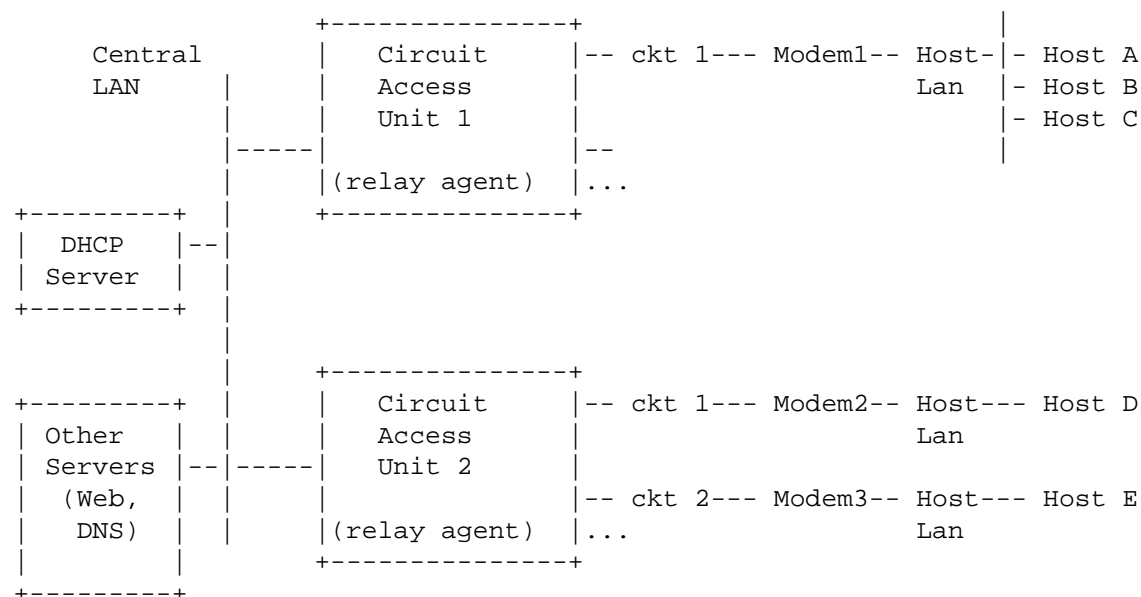 +---------------+ |
Central | Circuit |-- ckt 1--- Modem1-- Host-|- Host A
LAN | | Access | Lan |- Host B
| | Unit 1 | |- Host C
|-----| |-- |
| |(relay agent) |...
+---------+ | +---------------+
| DHCP |--|
| Server | |
+---------+ |
|
| +---------------+
+---------+ | | Circuit |-- ckt 1--- Modem2-- Host--- Host D
| Other | | | Access | Lan
| Servers |--|-----| Unit 2 |
| (Web, | | | |-- ckt 2--- Modem3-- Host--- Host E
| DNS) | | |(relay agent) |... Lan
| | +---------------+
+---------+